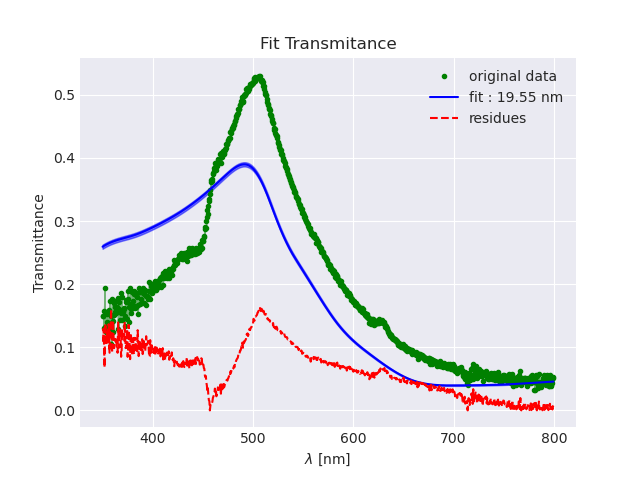 Fit Transmitance
original data
fit : 19.55 nm
residues
Transmittance
0.5
0.4
0.3
0.2
0.1
0.0
400 500 600 700 800
λ [nm]